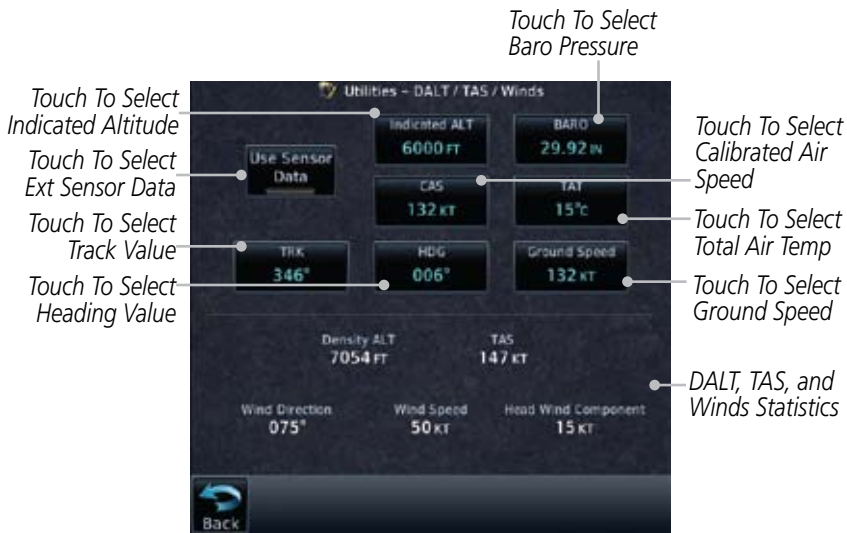 Touch To Select
Baro Pressure
Touch To Select
Indicated Altitude
Touch To Select
Ext Sensor Data
Touch To Select
Track Value
Touch To Select
Heading Value
Utilities – DALT / TAS / Winds
Indicated ALT
6000 FT
BARO
29.92 IN
Use Sensor
Data
CAS
132 KT
TAT
15°C
TRK
346°
HDG
006°
Ground Speed
132 KT
Density ALT
7054 FT
TAS
147 KT
Wind Direction
075°
Wind Speed
50 KT
Head Wind Component
15 KT
Back
Touch To Select
Calibrated Air
Speed
Touch To Select
Total Air Temp
Touch To Select
Ground Speed
DALT, TAS, and
Winds Statistics